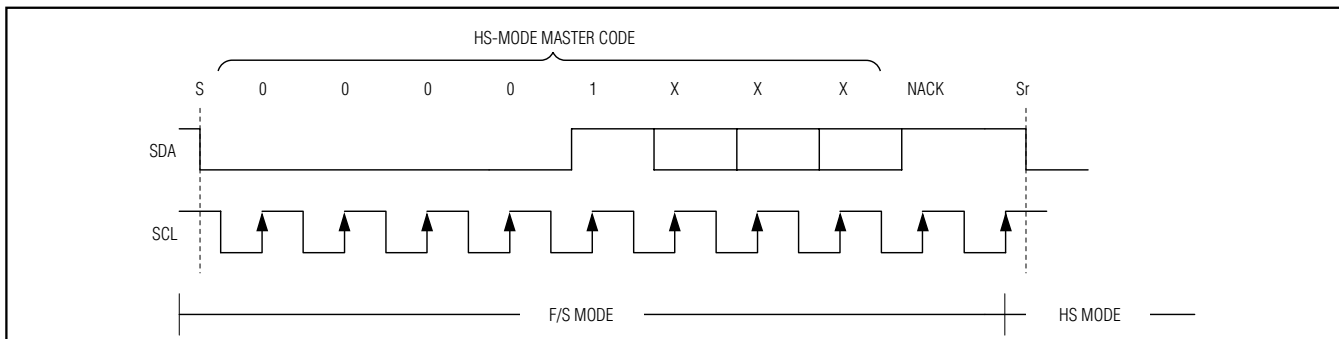 HS-MODE MASTER CODE
S 0 0 0 0 1 X X X NACK Sr
SDA
SCL
F/S MODE HS MODE